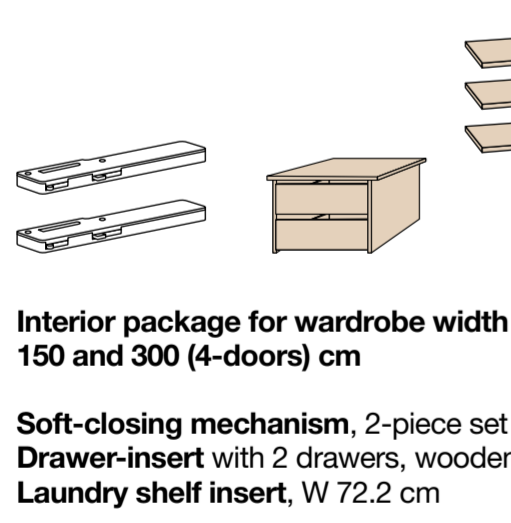 Interior package for wardrobe width
150 and 300 (4-doors) cm
Soft-closing mechanism, 2-piece set
Drawer-insert with 2 drawers, wooden
Laundry shelf insert, W 72.2 cm